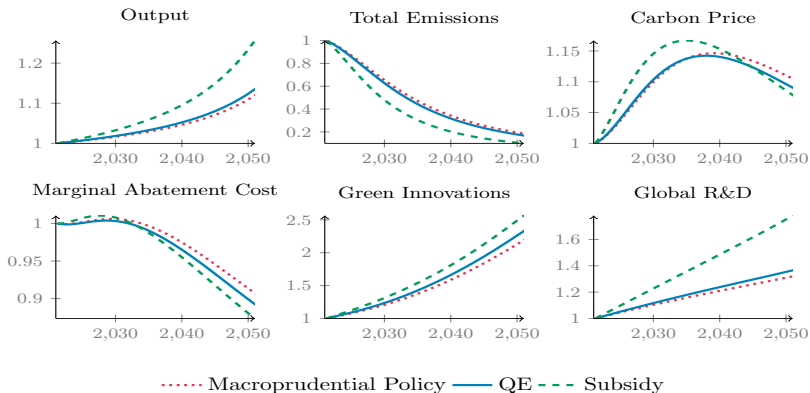 Output Total Emissions Carbon Price
1.2
1.1
1
2,030 2,040 2,050
1
0.8
0.6
0.4
0.2
2,030 2,040 2,050
1.15
1.1
1.05
1
2,030 2,040 2,050
Marginal Abatement Cost Green Innovations Global R&D
1
0.95
0.9
2,030 2,040 2,050
2.5
2
1.5
1
2,030 2,040 2,050
1.6
1.4
1.2
1
2,030 2,040 2,050
Macroprudential Policy QE Subsidy